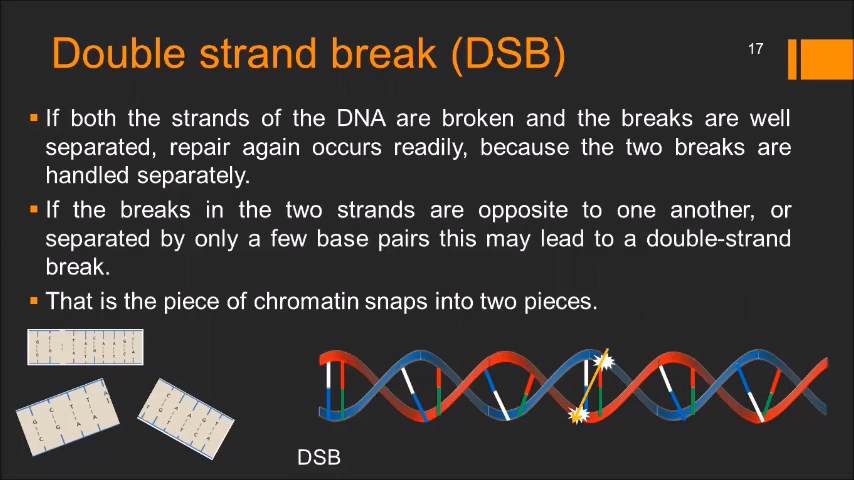 Double strand break (DSB)
17
If both the strands of the DNA are broken and the breaks are well
separated, repair again occurs readily, because the two breaks are
handled separately.
If the breaks in the two strands are opposite to one another, or
separated by only a few base pairs this may lead to a double-strand
break.
That is the piece of chromatin snaps into two pieces.
DSB